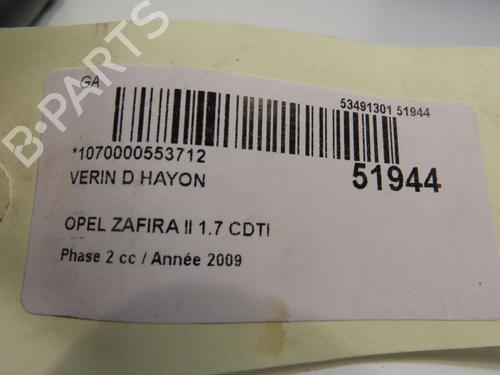 GA
53491301 51944
*1070000553712
VERIN D HAYON
51944
OPEL ZAFIRA II 1.7 CDTI
Phase 2 cc / Année 2009
B-PARTS